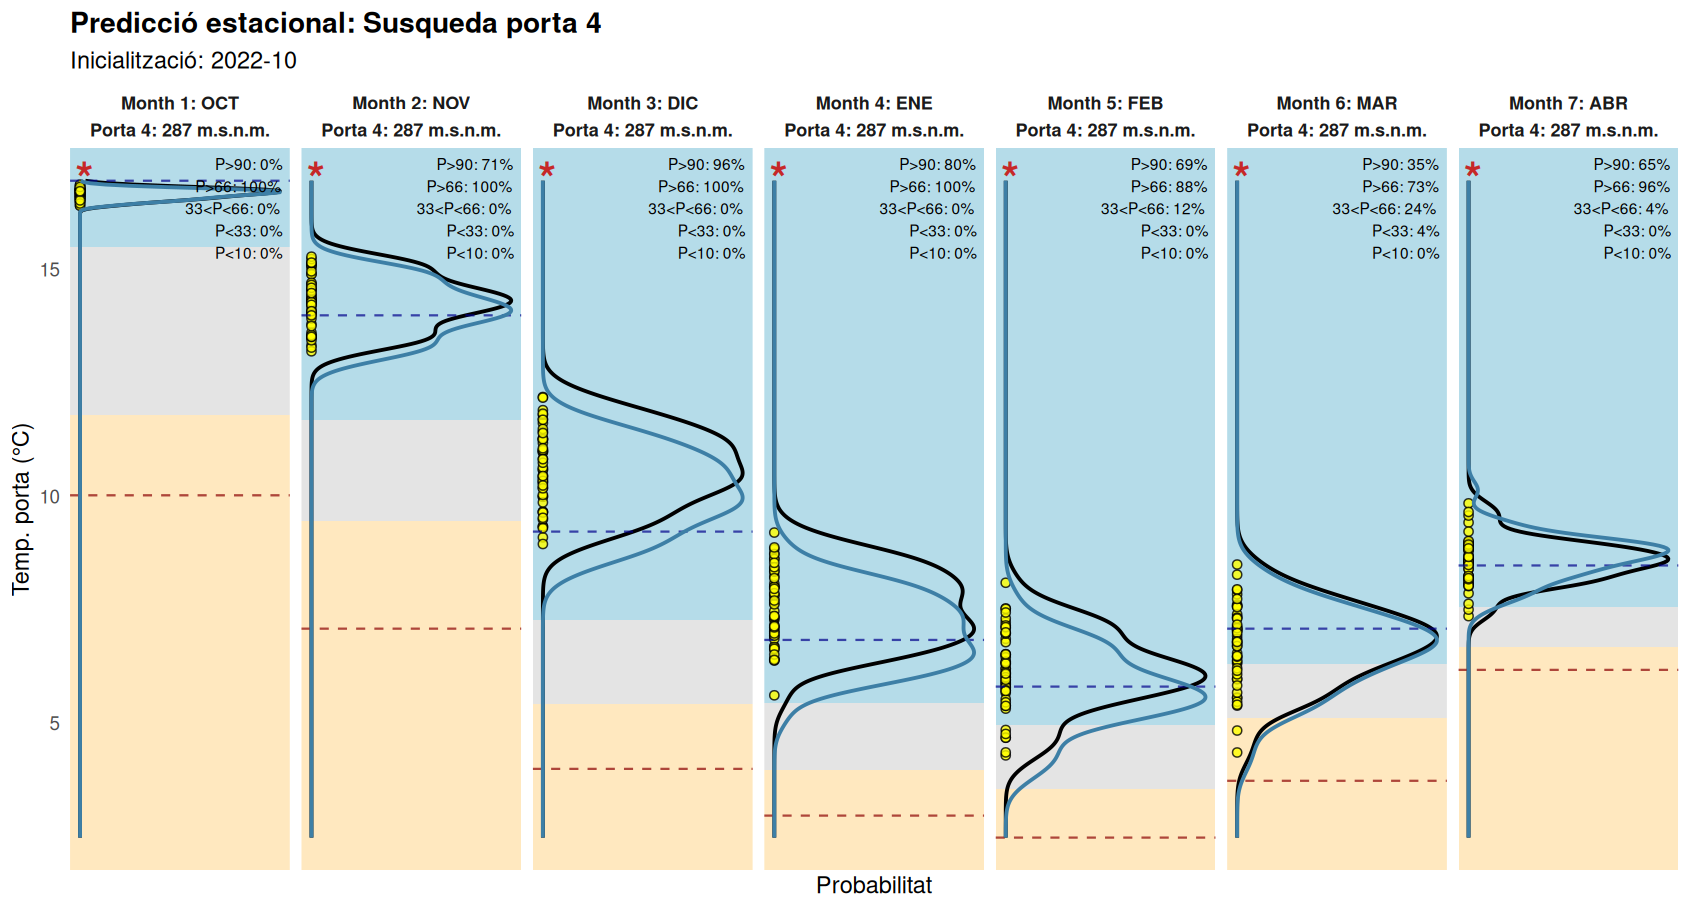 Predicció estacional: Susqueda porta 4
Inicialització: 2022-10
Month 1: OCT
Porta 4: 287 m.s.n.m.
Month 2: NOV
Porta 4: 287 m.s.n.m.
Month 3: DIC
Porta 4: 287 m.s.n.m.
Month 4: ENE
Porta 4: 287 m.s.n.m.
Month 5: FEB
Porta 4: 287 m.s.n.m.
Month 6: MAR
Porta 4: 287 m.s.n.m.
Month 7: ABR
Porta 4: 287 m.s.n.m.
*
P>90: 0%
P>66: 100%
33<P<66: 0%
P<33: 0%
P<10: 0%
*
P>90: 71%
P>66: 100%
33<P<66: 0%
P<33: 0%
P<10: 0%
*
P>90: 96%
P>66: 100%
33<P<66: 0%
P<33: 0%
P<10: 0%
*
P>90: 80%
P>66: 100%
33<P<66: 0%
P<33: 0%
P<10: 0%
*
P>90: 69%
P>66: 88%
33<P<66: 12%
P<33: 0%
P<10: 0%
*
P>90: 35%
P>66: 73%
33<P<66: 24%
P<33: 4%
P<10: 0%
*
P>90: 65%
P>66: 96%
33<P<66: 4%
P<33: 0%
P<10: 0%
15
10
5
Temp. porta (°C)
Probabilitat